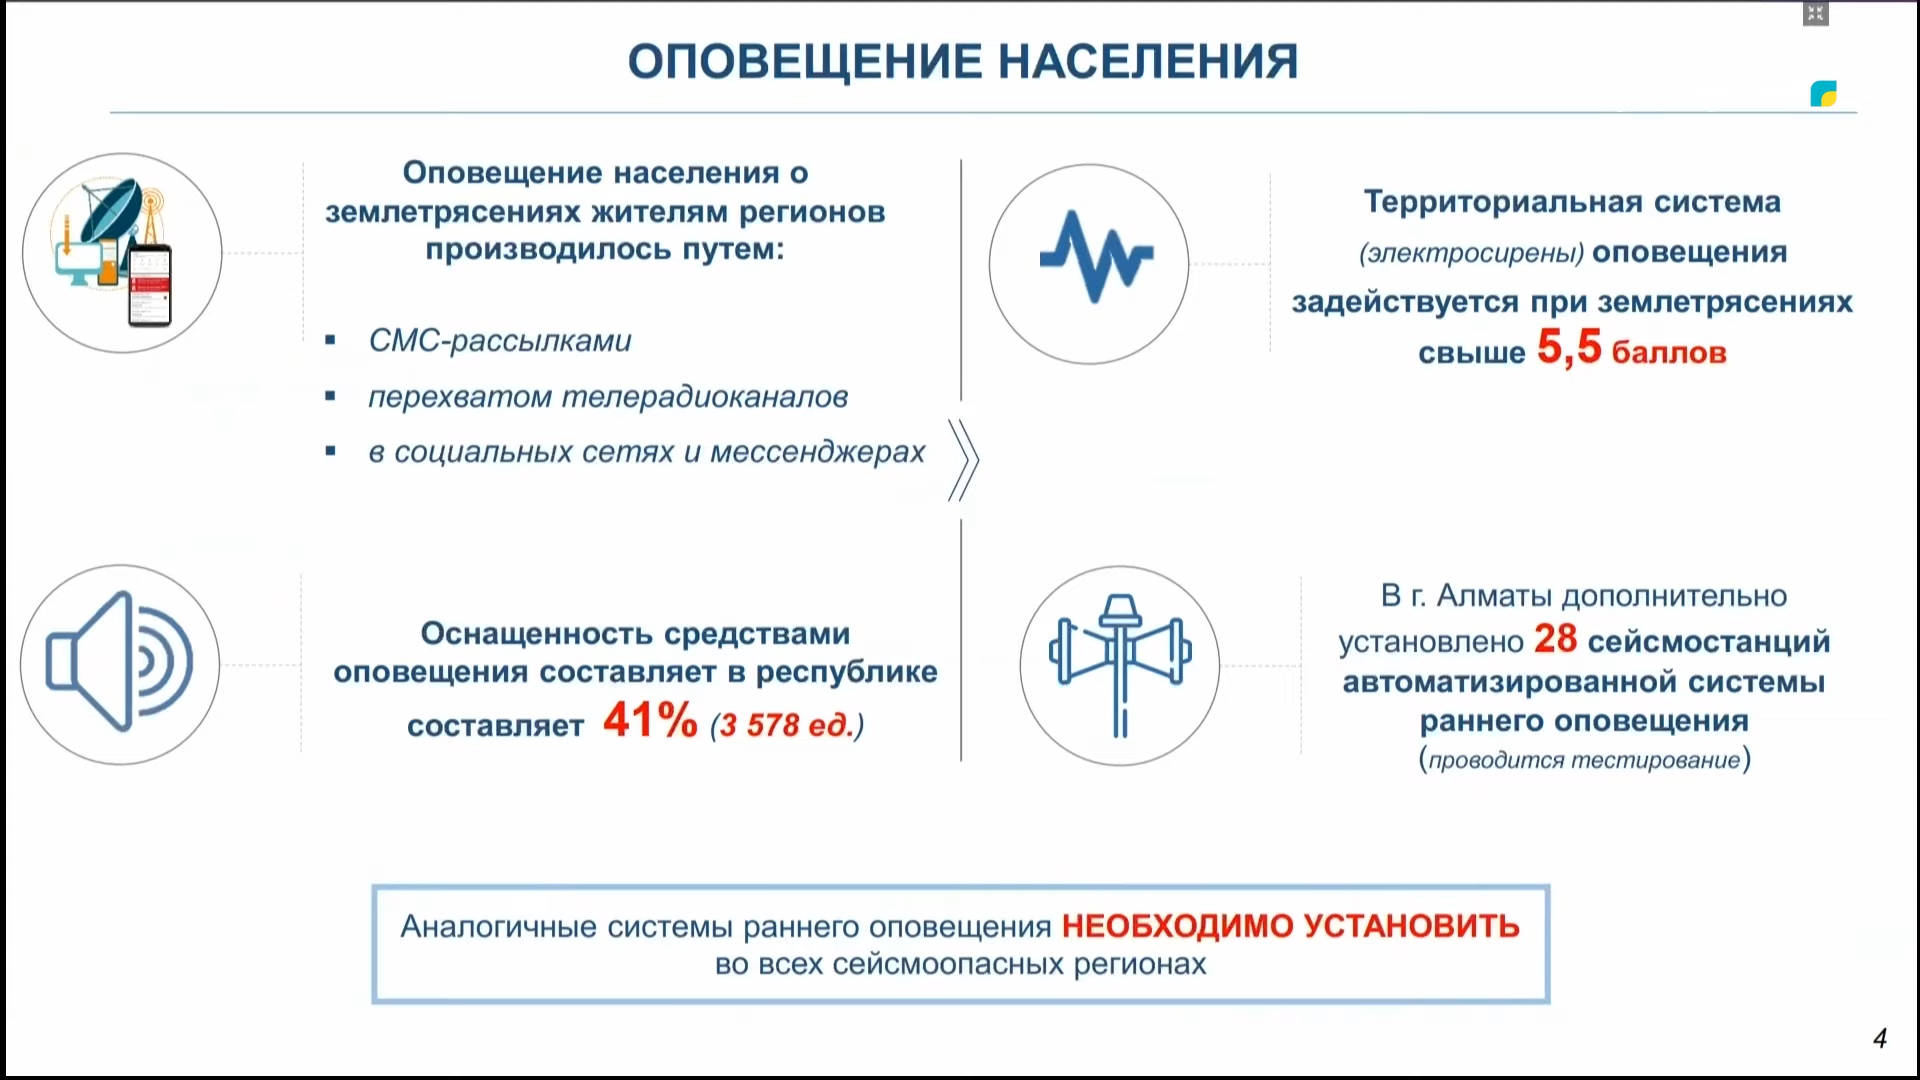 ОПОВЕЩЕНИЕ НАСЕЛЕНИЯ
Оповещение населения о
землетрясениях жителям регионов
производилось путем:
▪ СМС-рассылками
▪ перехватом телерадиоканалов
▪ в социальных сетях и мессенджерах
Оснащенность средствами
оповещения составляет в республике
составляет 41% (3 578 ед.)
Территориальная система
(электросирены) оповещения
задействуется при землетрясениях
свыше 5,5 баллов
В г. Алматы дополнительно
установлено 28 сейсмостанций
автоматизированной системы
раннего оповещения
(проводится тестирование)
Аналогичные системы раннего оповещения НЕОБХОДИМО УСТАНОВИТЬ
во всех сейсмоопасных регионах
4